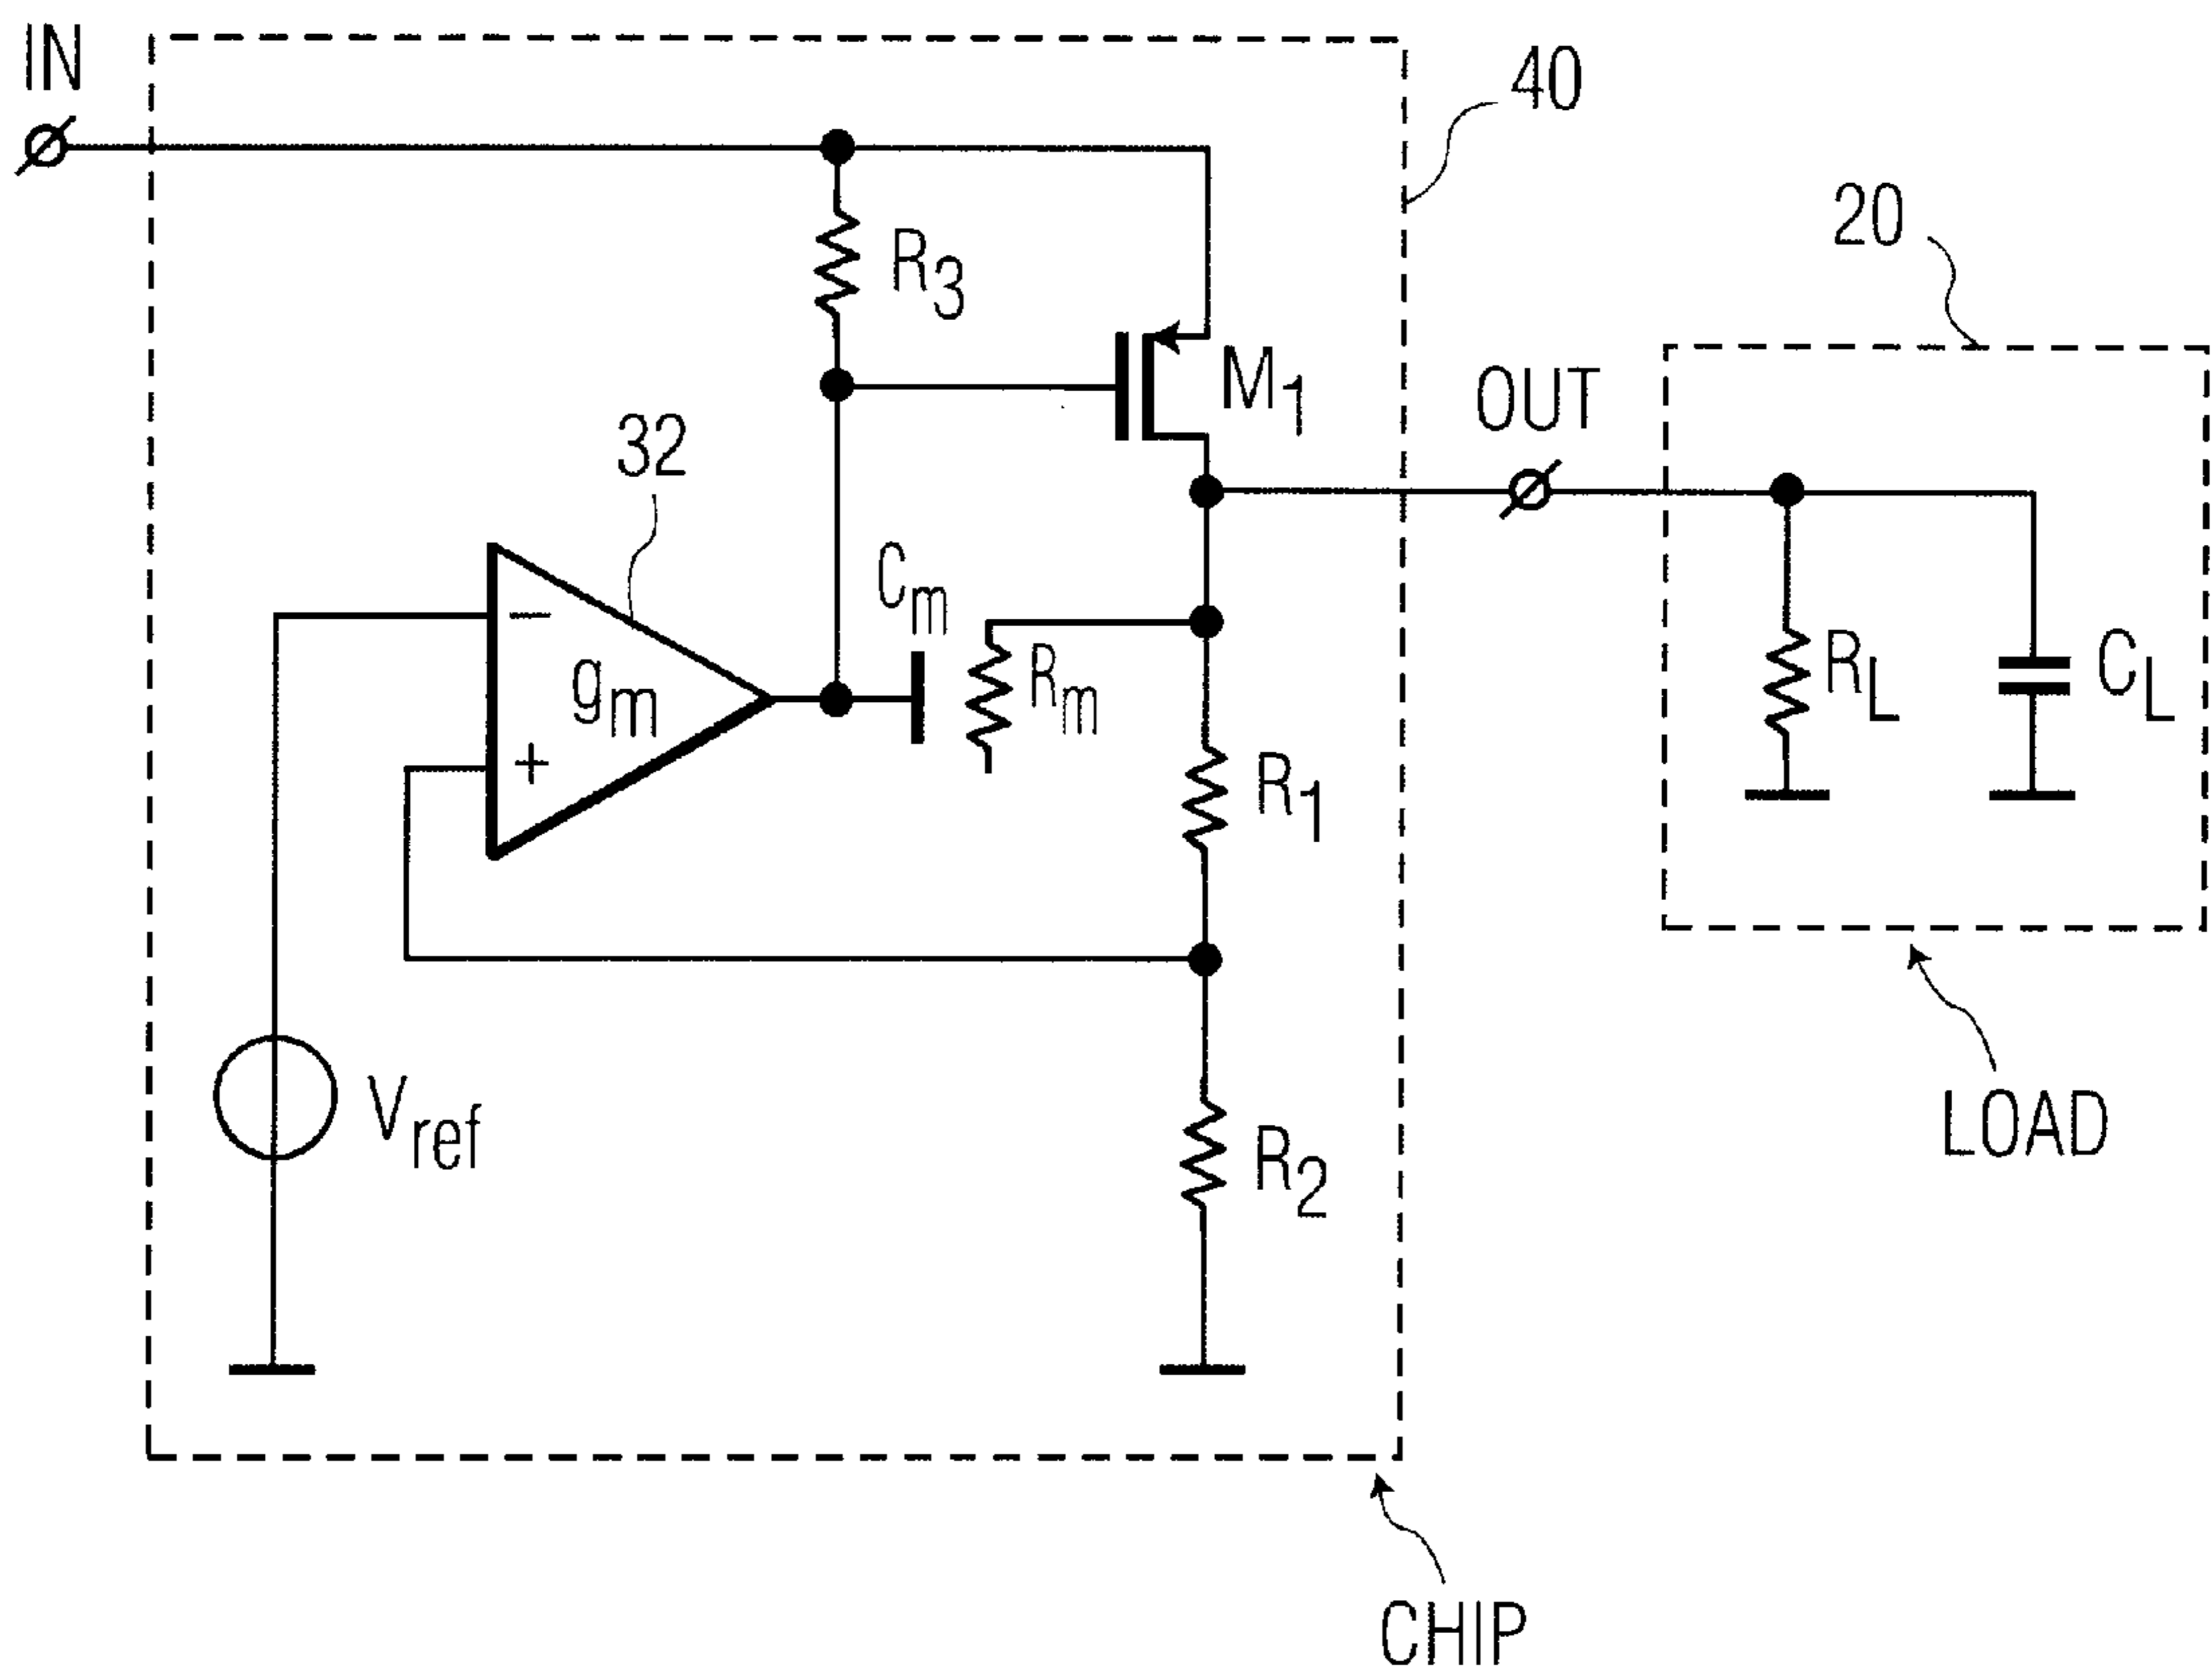 IN
40
20
R3
M1
OUT
32
Cm
Rm
RL
CL
−
gm
+
R1
Vref
R2
LOAD
CHIP